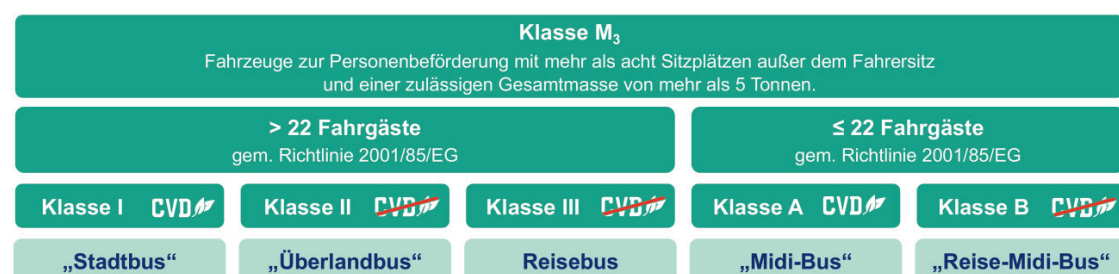 Klasse M₃
Fahrzeuge zur Personenbeförderung mit mehr als acht Sitzplätzen außer dem Fahrersitz
und einer zulässigen Gesamtmasse von mehr als 5 Tonnen.
> 22 Fahrgäste
gem. Richtlinie 2001/85/EG
≤ 22 Fahrgäste
gem. Richtlinie 2001/85/EG
Klasse I CVD
Klasse II CVD
Klasse III CVD
Klasse A CVD
Klasse B CVD
„Stadtbus“
„Überlandbus“
Reisebus
„Midi-Bus“
„Reise-Midi-Bus“